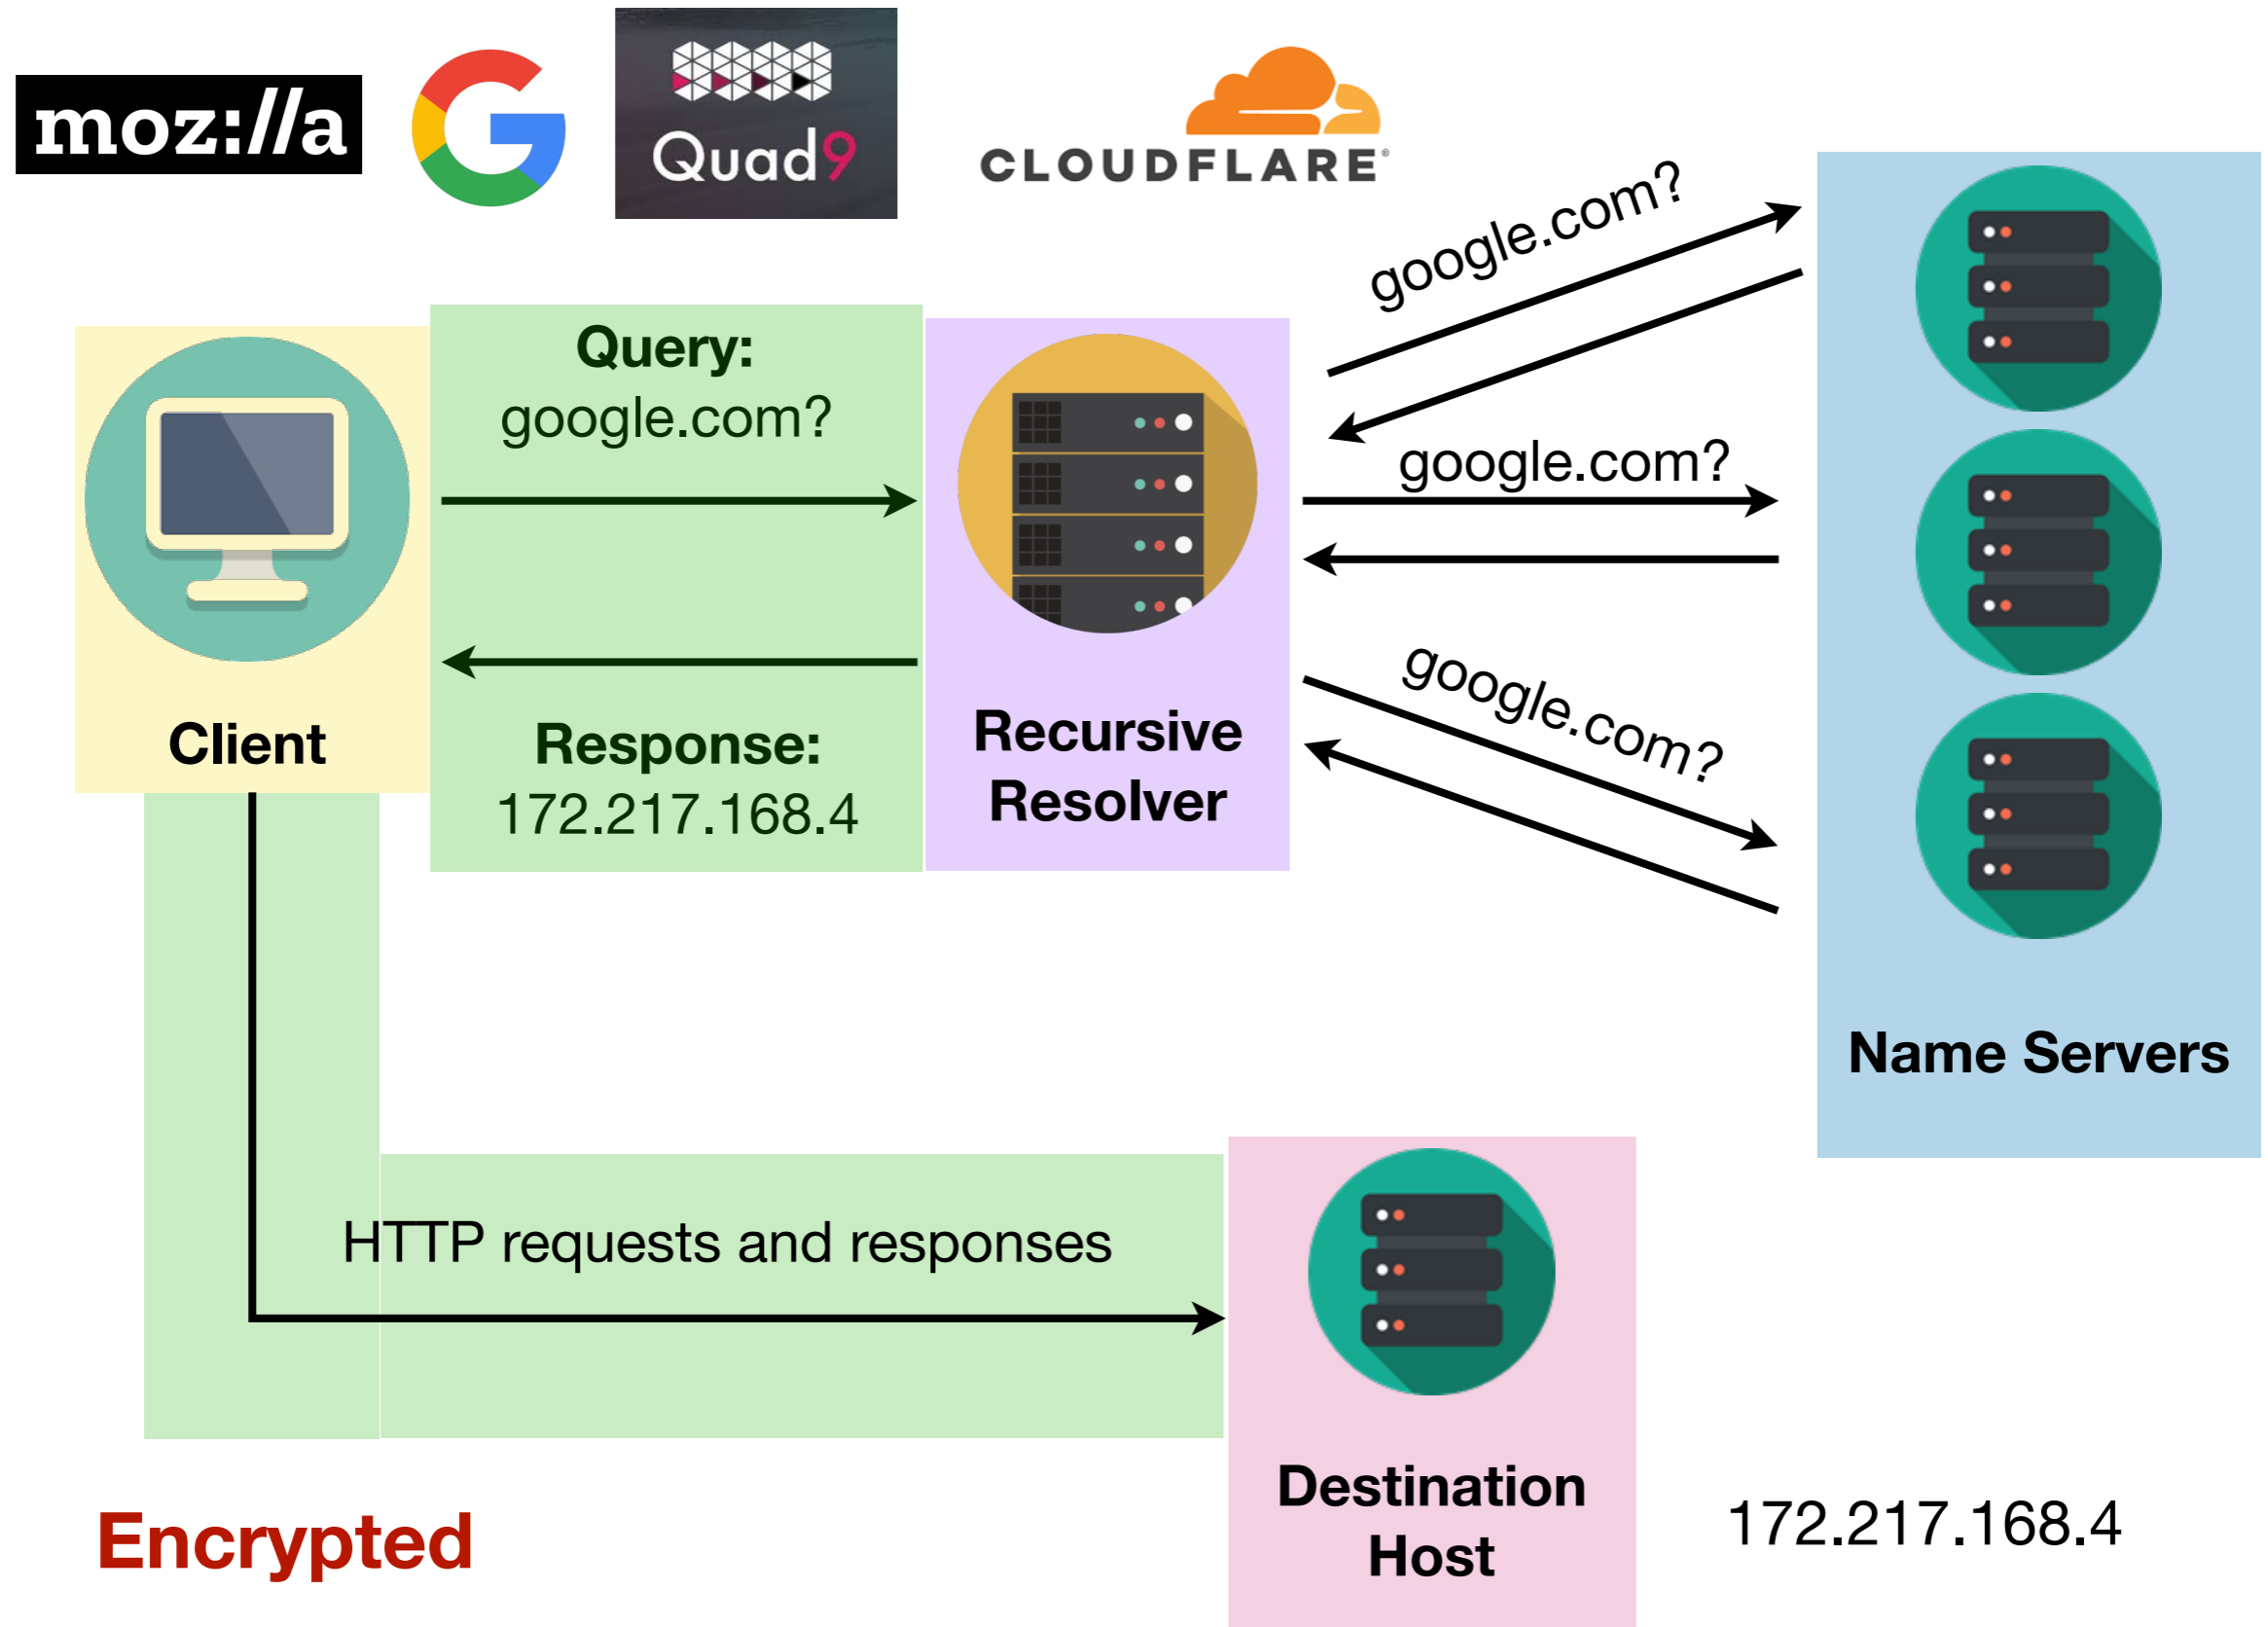 moz://a
Quad9
CLOUDFLARE®
google.com?
Query:
google.com?
google.com?
google.com?
Client
Response:
172.217.168.4
Recursive
Resolver
Name Servers
HTTP requests and responses
Encrypted
Destination
Host
172.217.168.4